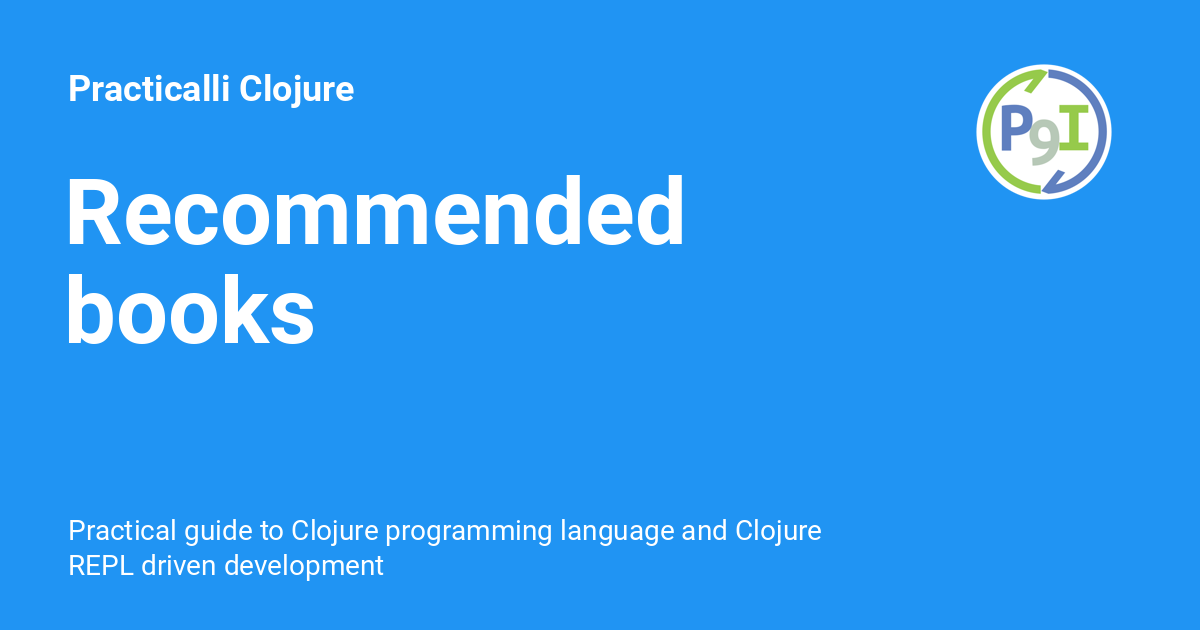 Practicalli Clojure
P9I
Recommended
books
Practical guide to Clojure programming language and Clojure
REPL driven development